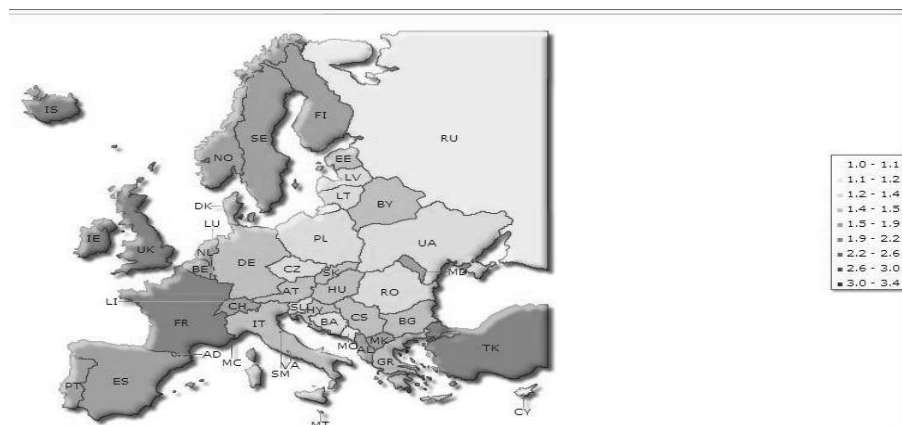 IS
FI
SE
NO
RU
EE
LV
DK
LT
BY
LU
IE
UK
NL
PL
UA
BE
DE
CZ
SK
MD
LI
AT
HU
RO
CH
SLI
HY
FR
IT
BA
CS
BG
MO
MK
TK
AD
AL
MC
VA
GR
PT
ES
SM
CY
MT
1.0 - 1.1
1.1 - 1.2
1.2 - 1.4
1.4 - 1.5
1.5 - 1.9
1.9 - 2.2
2.2 - 2.6
2.6 - 3.0
3.0 - 3.4